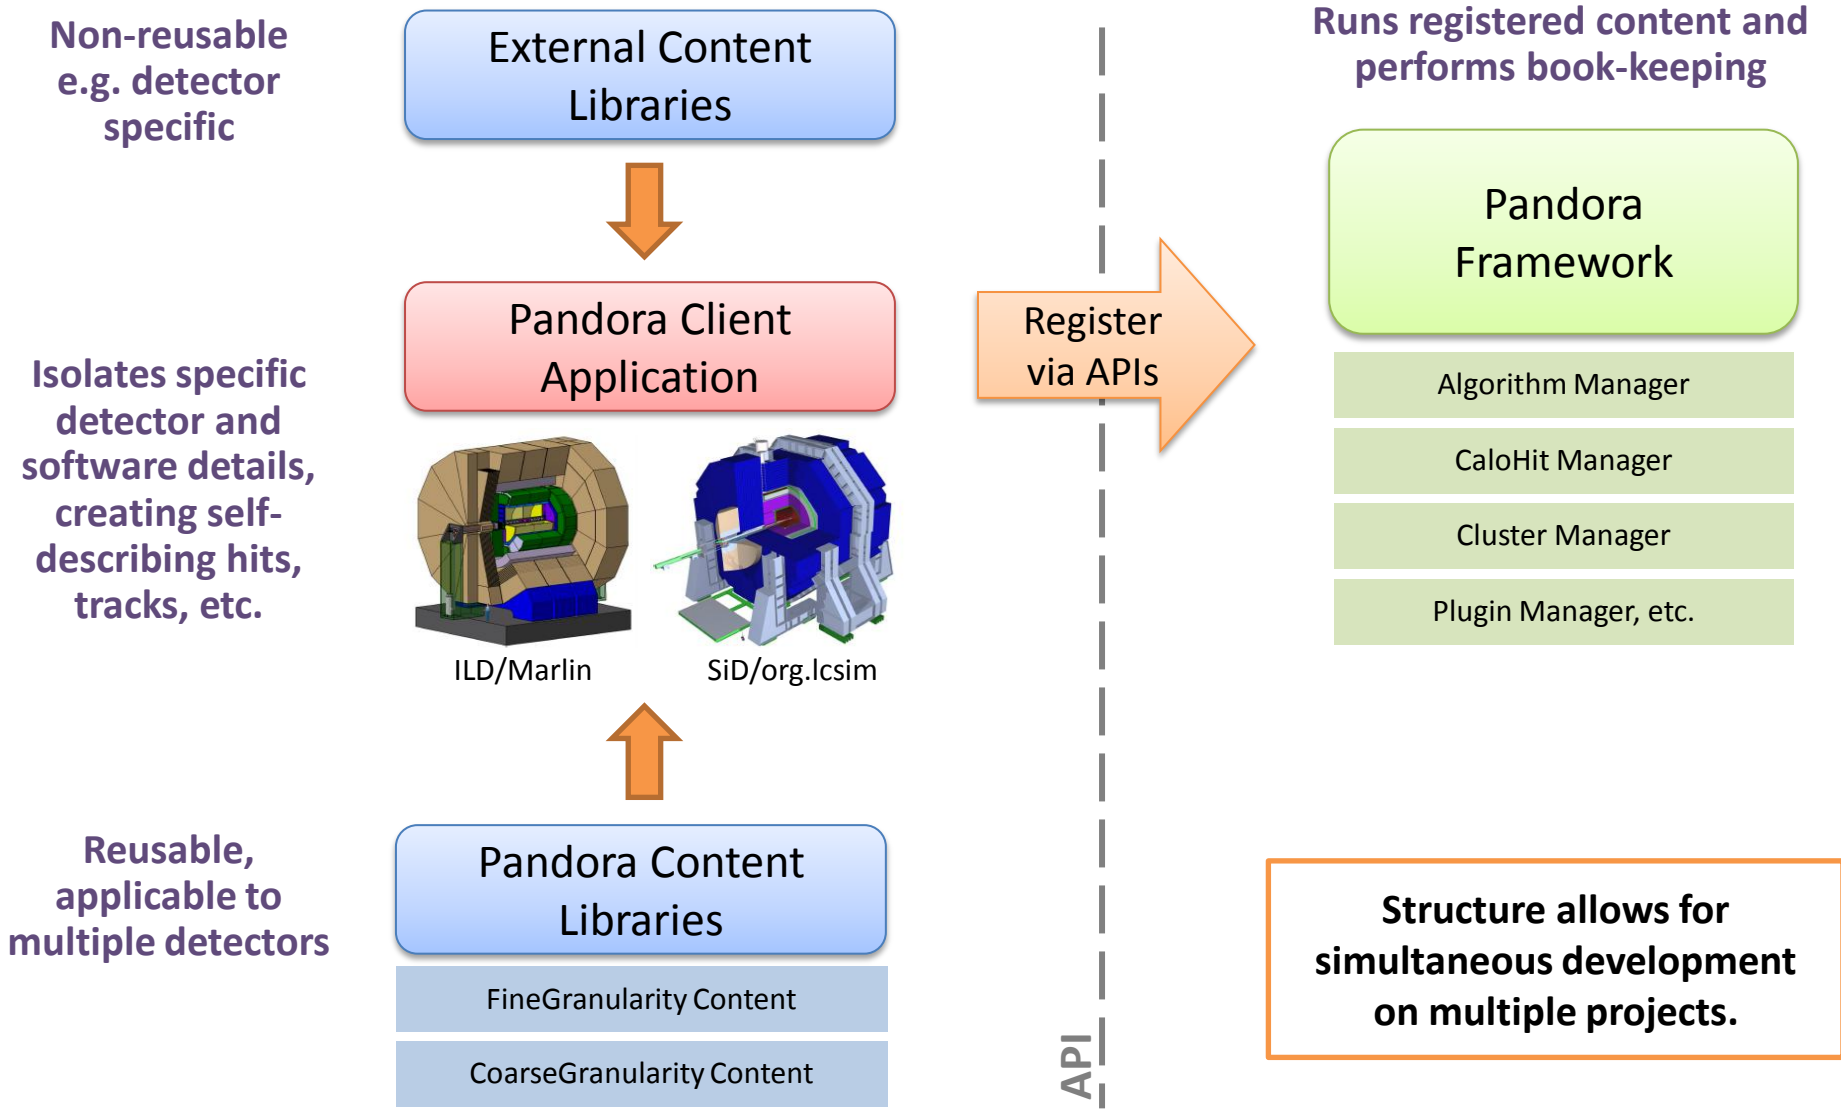 Non-reusable
e.g. detector
specific
External Content
Libraries
Runs registered content and
performs book-keeping
Pandora
Framework
Pandora Client
Application
Register
via APIs
Isolates specific
detector and
software details,
creating self-
describing hits,
tracks, etc.
Algorithm Manager
CaloHit Manager
Cluster Manager
Plugin Manager, etc.
ILD/Marlin
SiD/org.lcsim
Reusable,
applicable to
multiple detectors
Pandora Content
Libraries
FineGranularity Content
CoarseGranularity Content
API
Structure allows for
simultaneous development
on multiple projects.